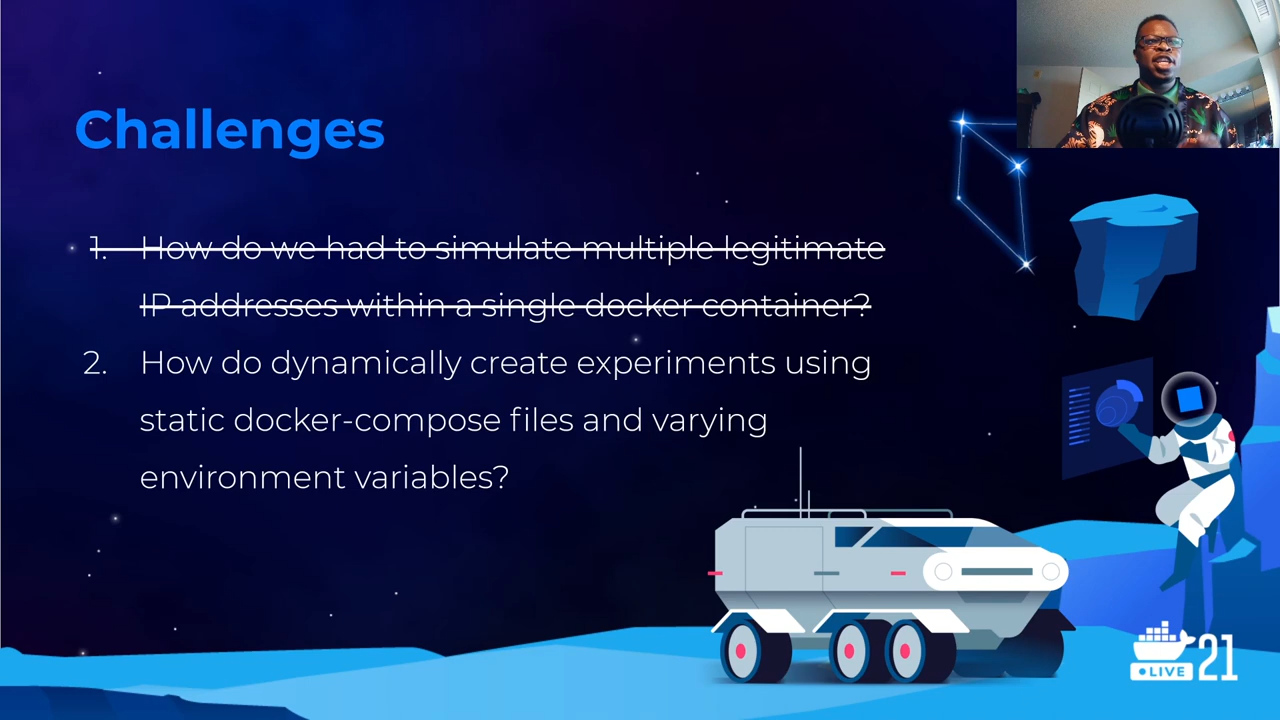 Challenges
1. How do we had to simulate multiple legitimate
IP addresses within a single docker container?
2. How do dynamically create experiments using
static docker-compose files and varying
environment variables?
LIVE 21